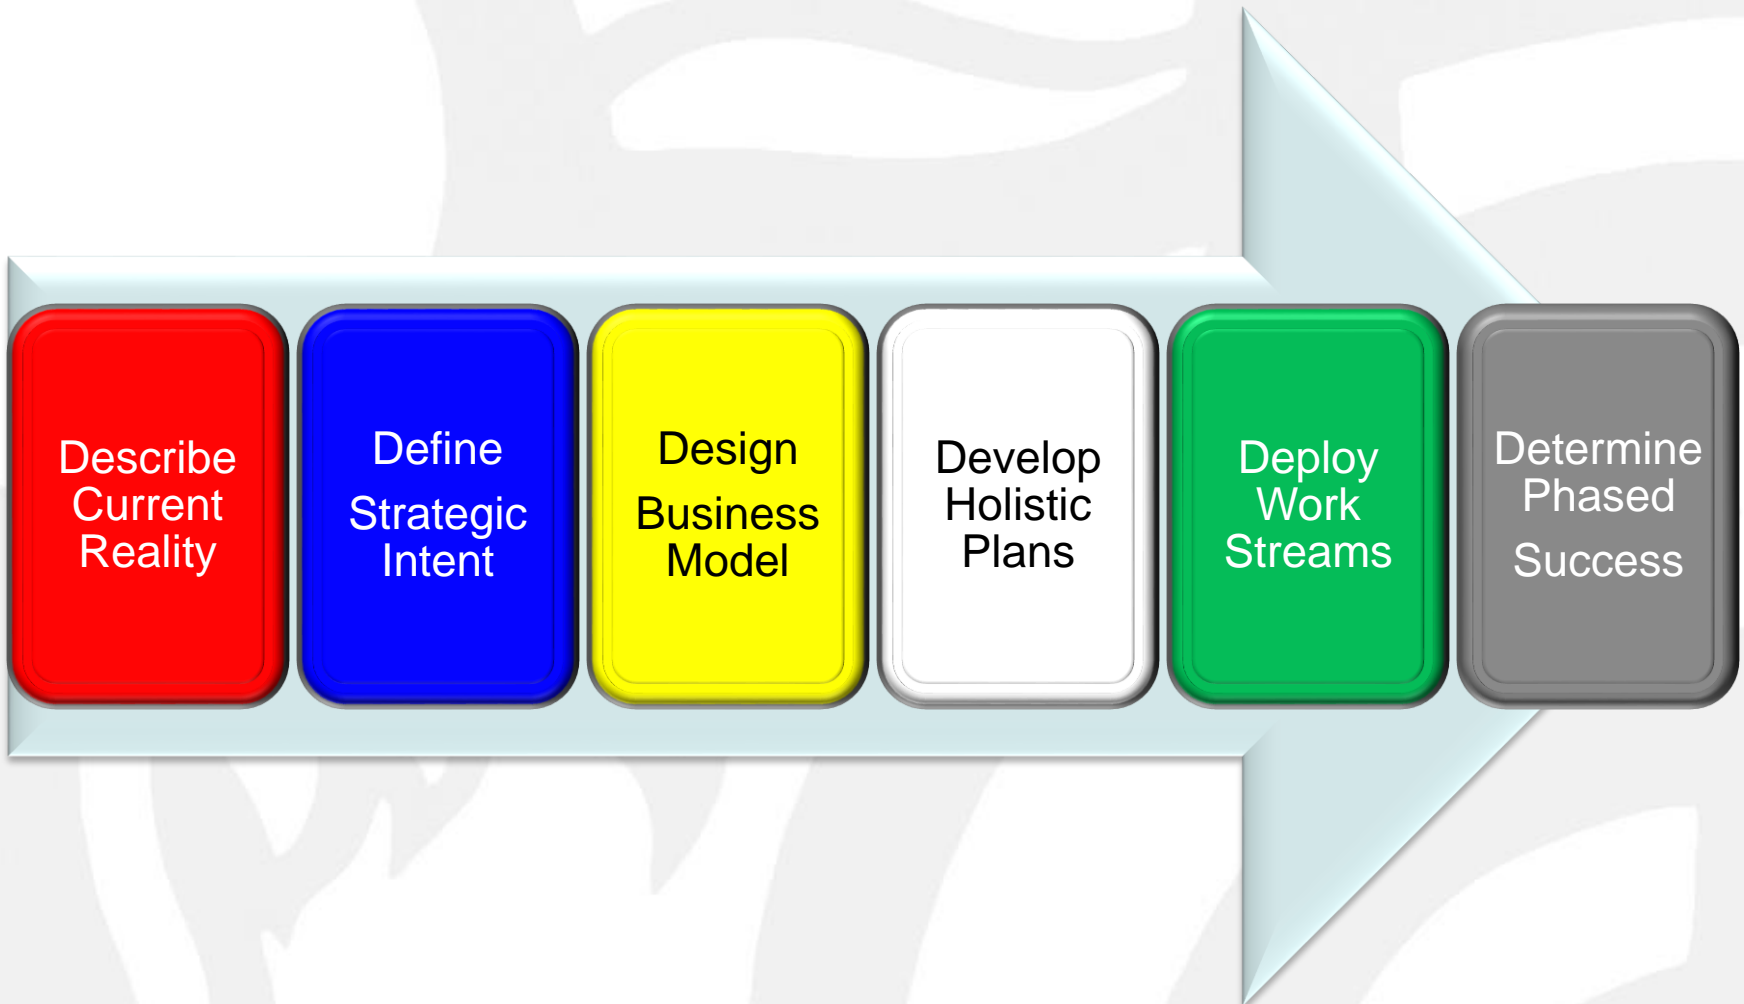 Describe
Current
Reality
Define
Strategic
Intent
Design
Business
Model
Develop
Holistic
Plans
Deploy
Work
Streams
Determine
Phased
Success